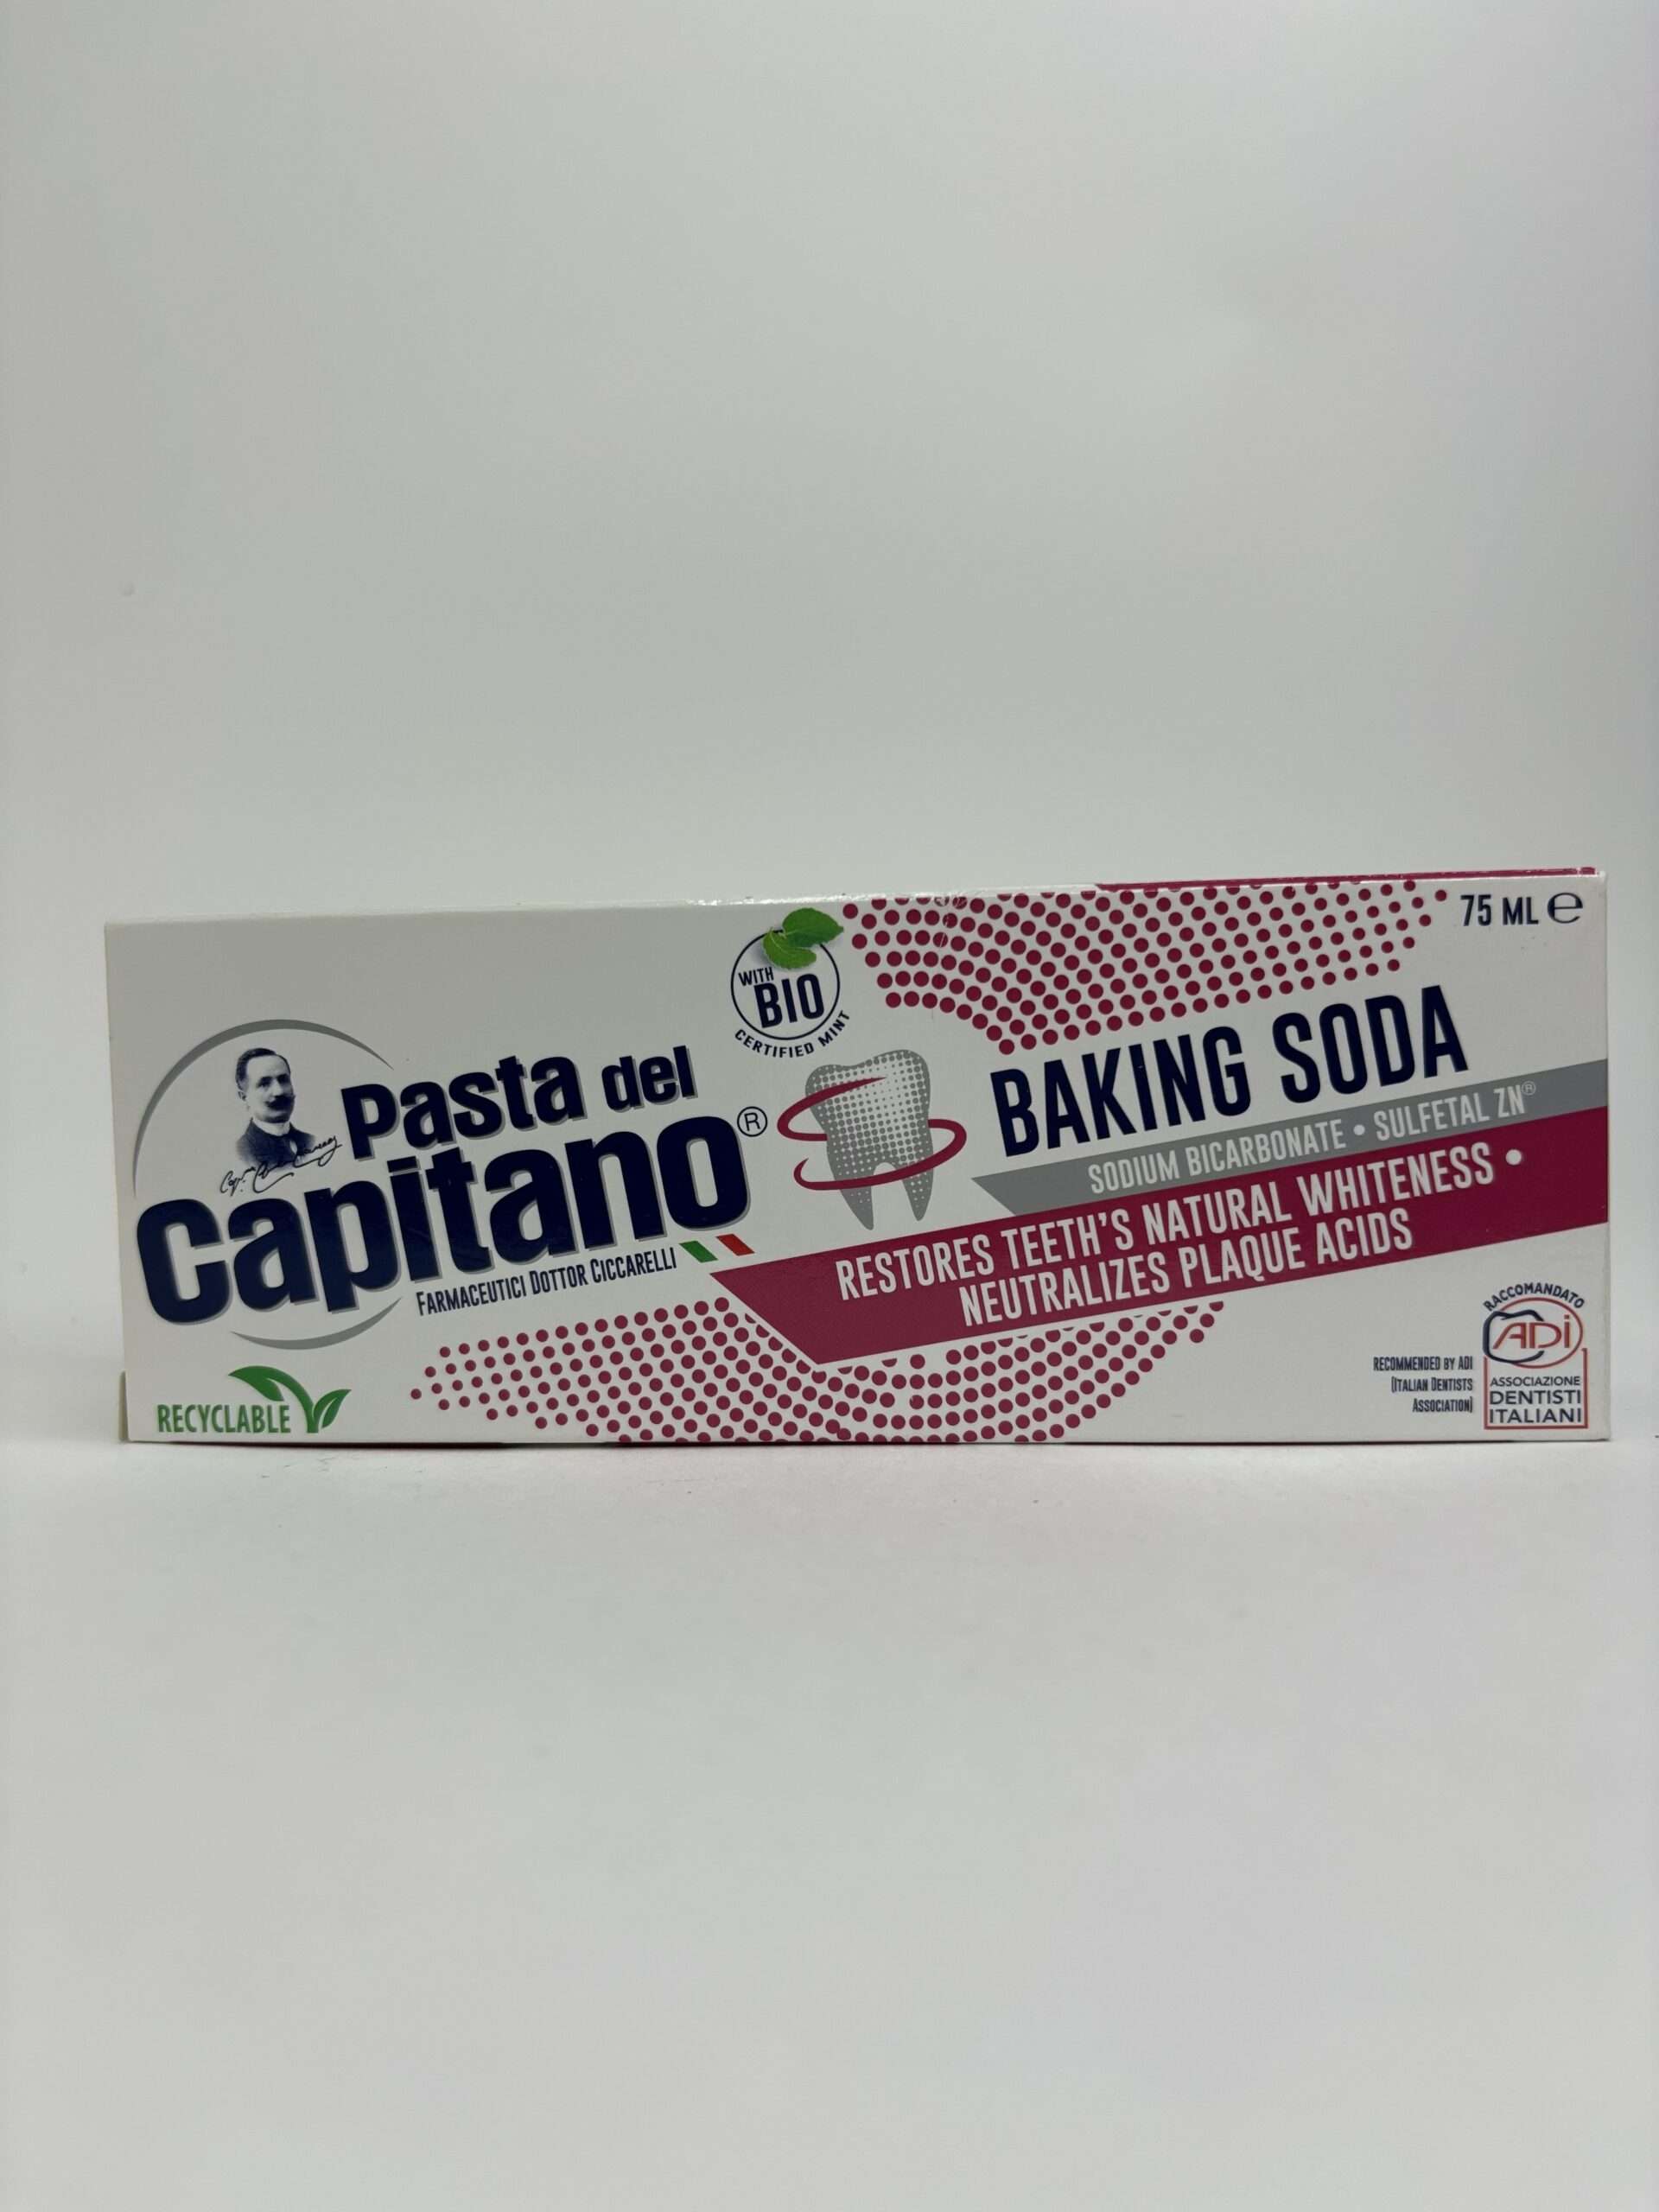 75 ML ℮
WITH
BIO
CERTIFIED MINT
Pasta del
Capitano®
FARMACEUTICI DOTTOR CICCARELLI
BAKING SODA
SODIUM BICARBONATE • SULFETAL ZN®
RESTORES TEETH'S NATURAL WHITENESS •
NEUTRALIZES PLAQUE ACIDS
RECYCLABLE
RECOMMENDED BY ADI
(ITALIAN DENTISTS
ASSOCIATION)
RACCOMANDATO
ADI
ASSOCIAZIONE
DENTISTI
ITALIANI